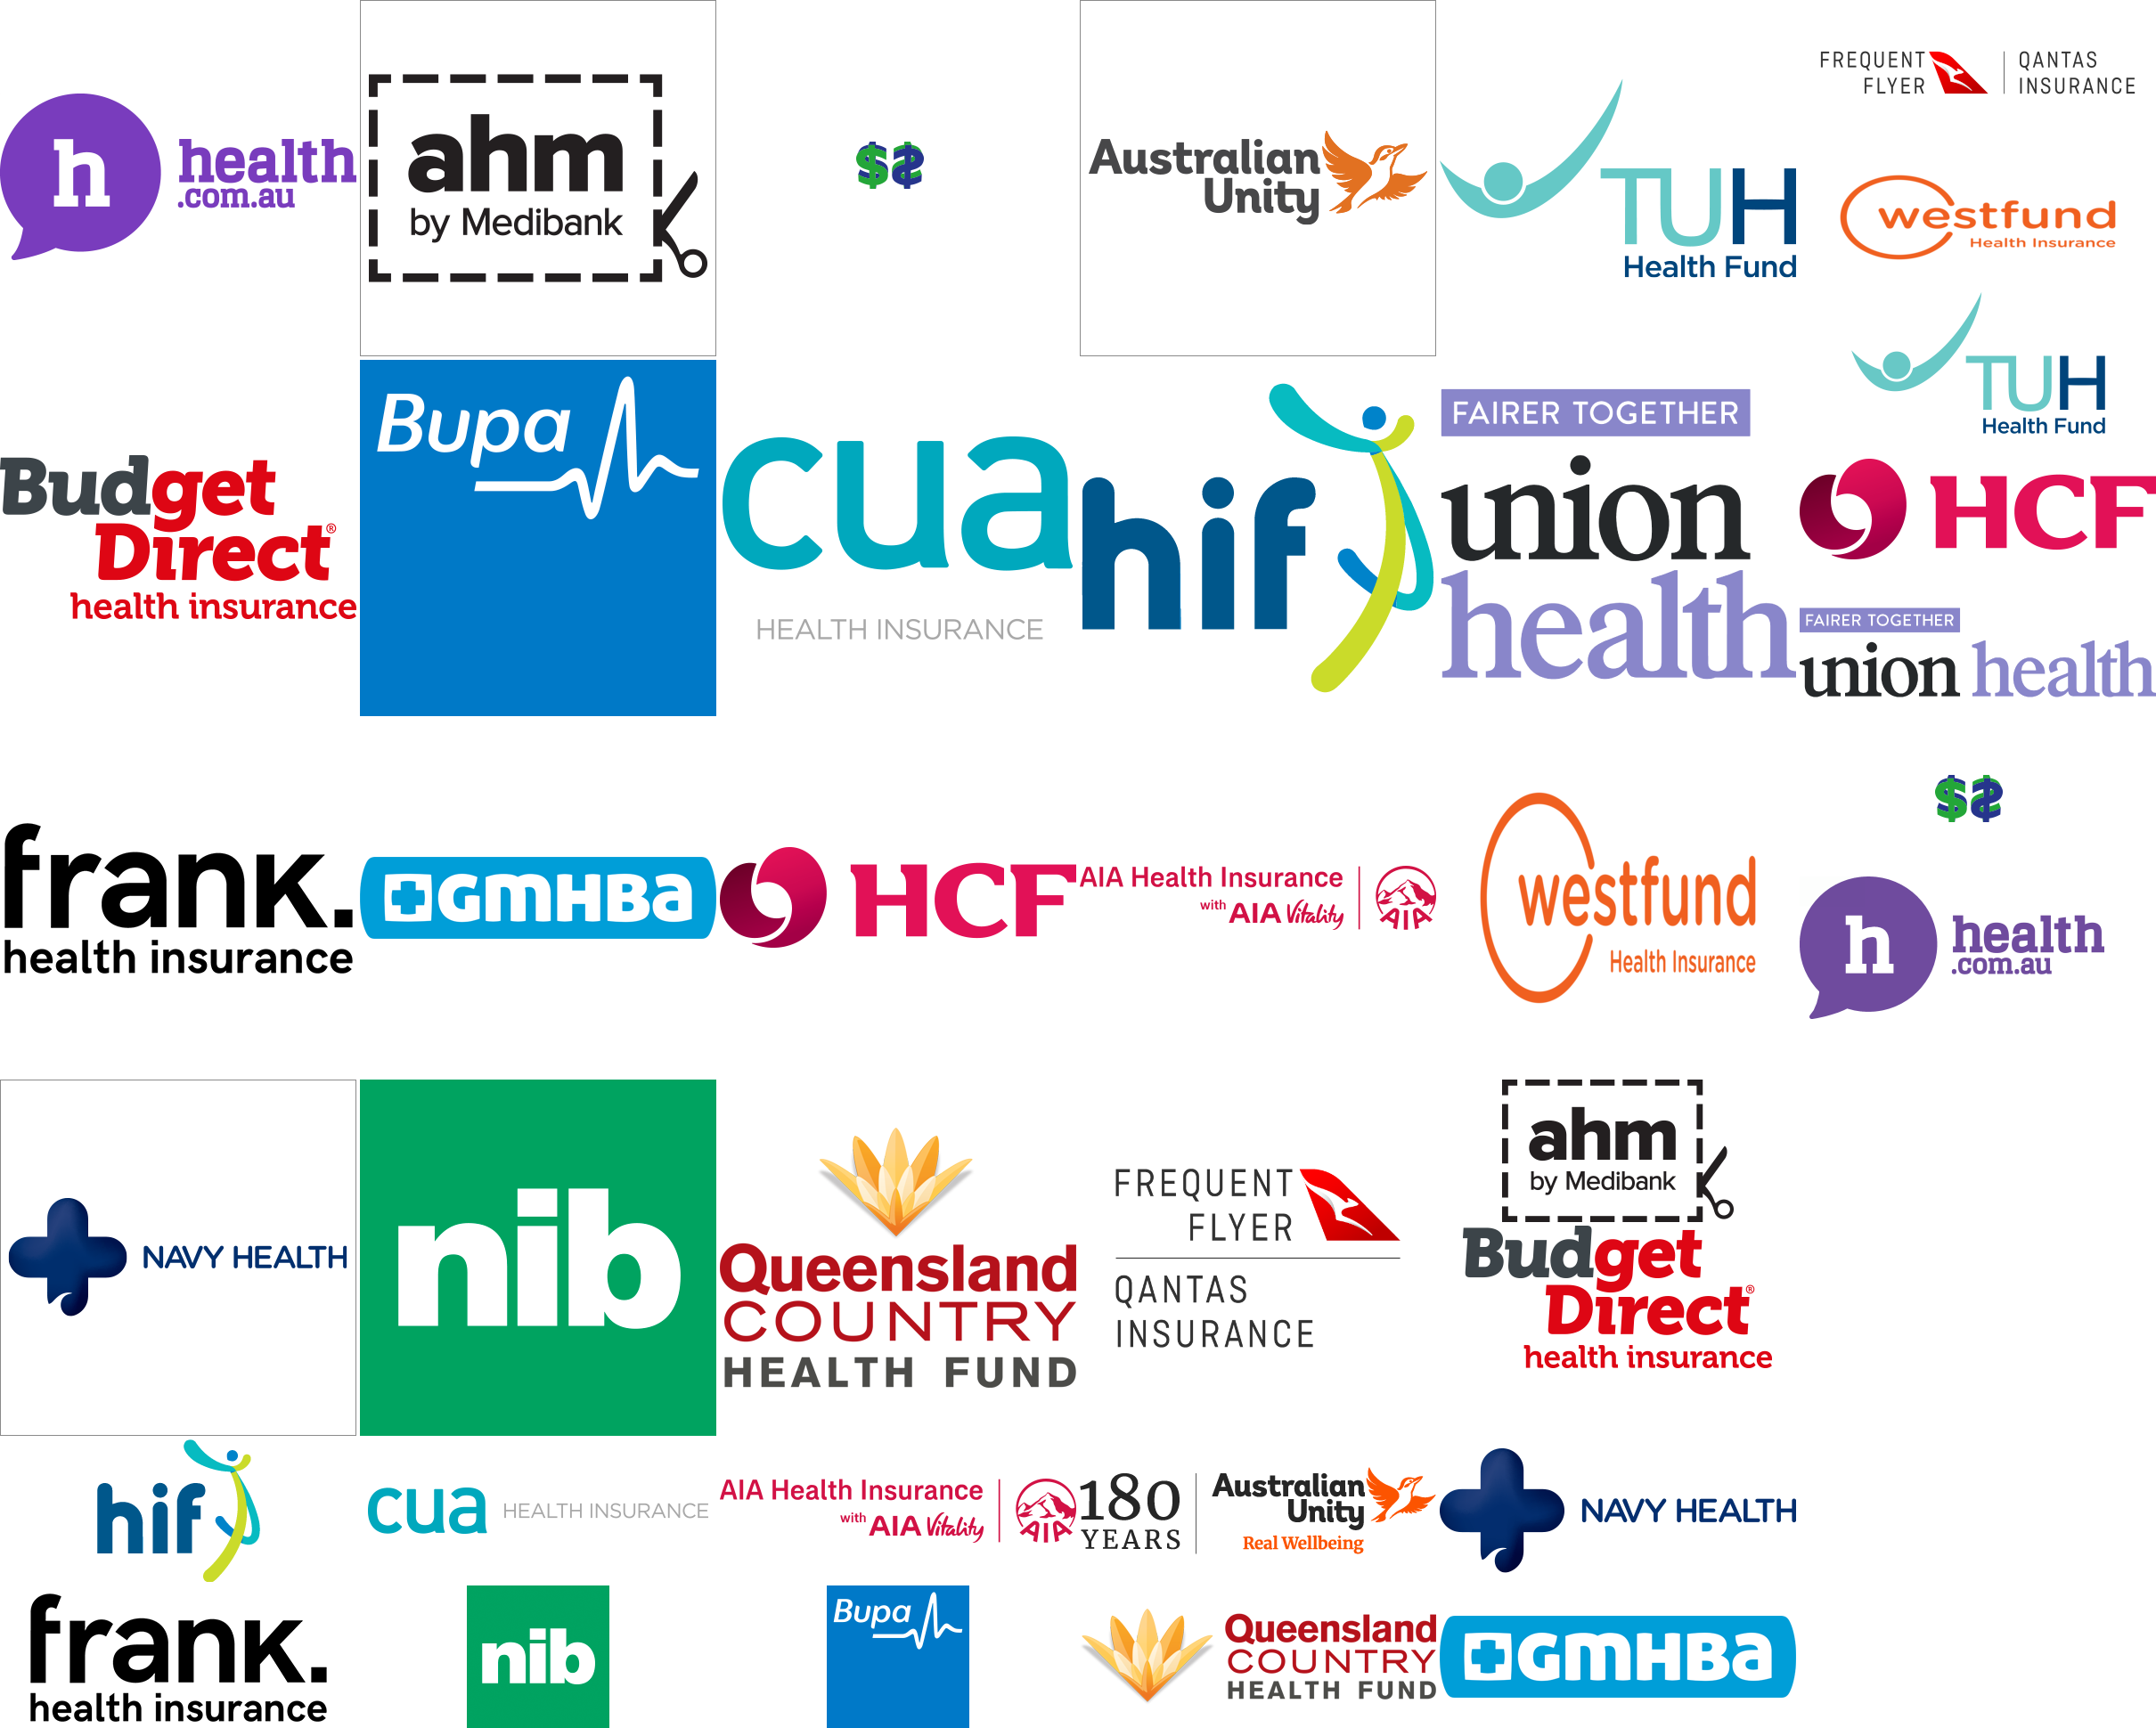 h health
.com.au
ahm
by Medibank
$$
Australian
Unity
TUH
Health Fund
FREQUENT
FLYER
QANTAS
INSURANCE
westfund
Health Insurance
TUH
Health Fund
Budget
Direct®
health insurance
Bupa
cua
HEALTH INSURANCE
hif
FAIRER TOGETHER
union
health
HCF
FAIRER TOGETHER
union health
frank.
health insurance
GMHBa
HCF
AIA Health Insurance
with AIA Vitality
AIA
westfund
Health Insurance
$$
h health
.com.au
NAVY HEALTH
nib
Queensland
COUNTRY
HEALTH FUND
FREQUENT
FLYER
QANTAS
INSURANCE
ahm
by Medibank
Budget
Direct®
health insurance
hif
cua HEALTH INSURANCE
AIA Health Insurance
with AIA Vitality
AIA
180
YEARS
Australian
Unity
Real Wellbeing
NAVY HEALTH
frank.
health insurance
nib
Bupa
Queensland
COUNTRY
HEALTH FUND
GMHBa